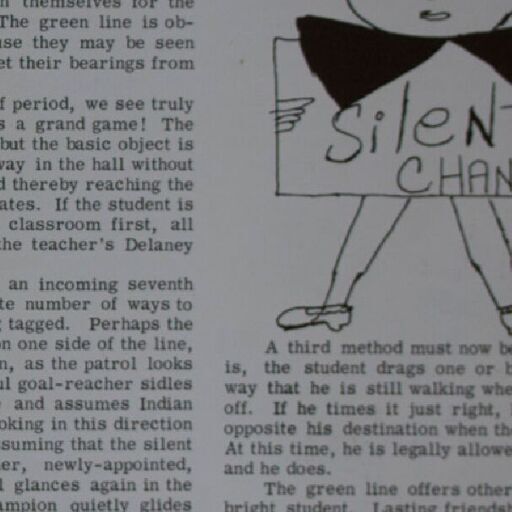 themselves for the
The green line is ob-
use they may be seen
et their bearings from
f period, we see truly
s a grand game! The
but the basic object is
way in the hall without
d thereby reaching the
ates. If the student is
classroom first, all
the teacher's Delaney
an incoming seventh
te number of ways to
tagged. Perhaps the
on one side of the line,
n, as the patrol looks
ul goal-reacher sidles
and assumes Indian
oking in this direction
ssuming that the silent
er, newly-appointed,
l glances again in the
ampion quietly glides
SileNT
CHAN
A third method must now be
is, the student drags one or b
way that he is still walking whe
off. If he times it just right,
opposite his destination when th
At this time, he is legally allowe
and he does.
The green line offers other
bright student. Lasting friendsh